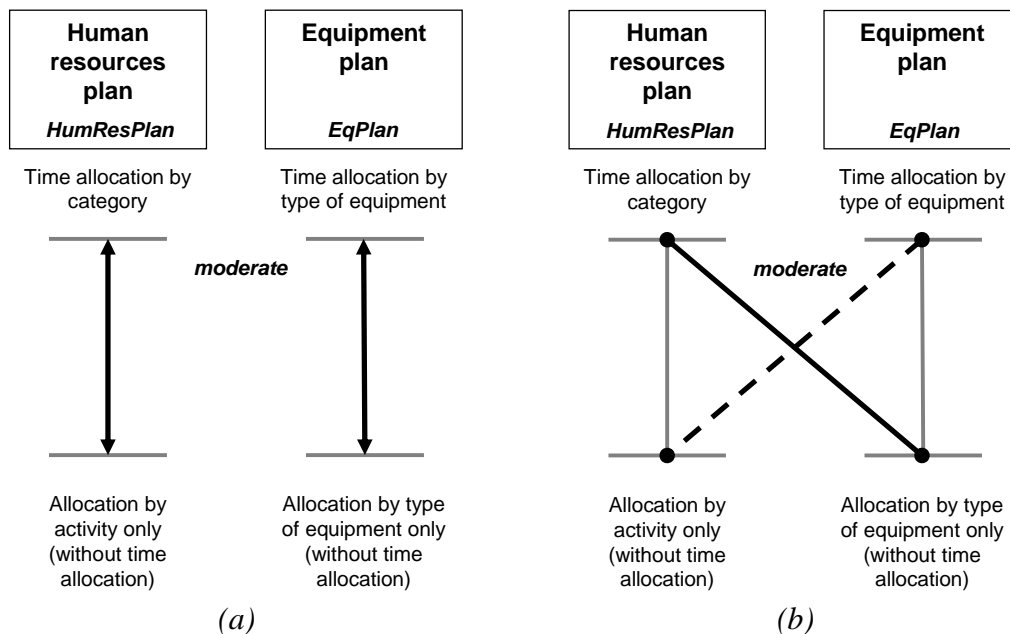 Human
resources
plan
HumResPlan
Equipment
plan
EqPlan
Time allocation by
category
Time allocation by
type of equipment
moderate
Allocation by
activity only
(without time
allocation)
Allocation by type
of equipment only
(without time
allocation)
(a)
Human
resources
plan
HumResPlan
Equipment
plan
EqPlan
Time allocation by
category
Time allocation by
type of equipment
moderate
Allocation by
activity only
(without time
allocation)
Allocation by type
of equipment only
(without time
allocation)
(b)